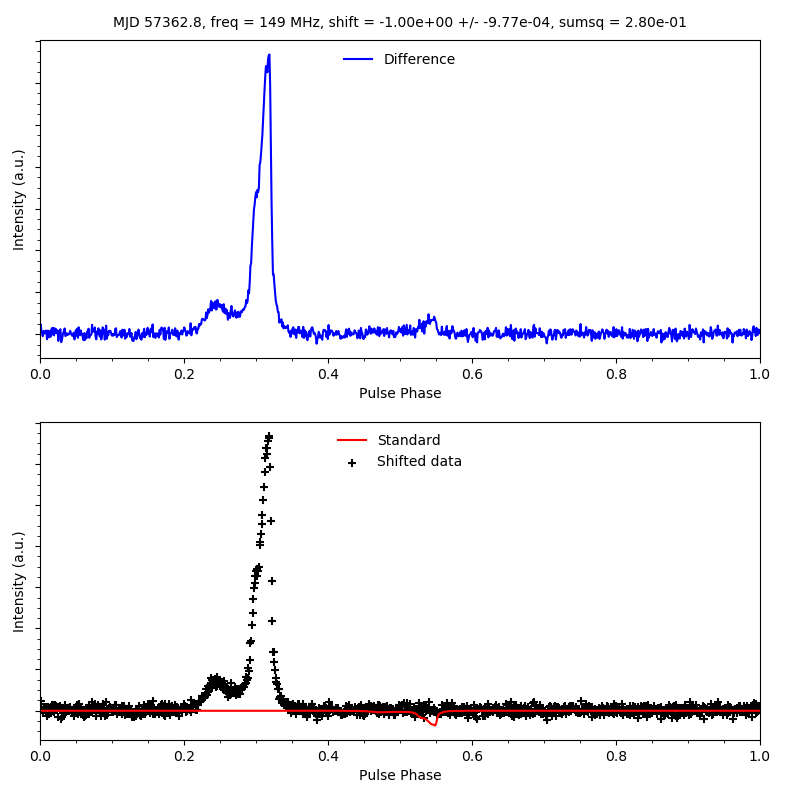 MJD 57362.8, freq = 149 MHz, shift = -1.00e+00 +/- -9.77e-04, sumsq = 2.80e-01
Difference
Intensity (a.u.)
0.0 0.2 0.4 0.6 0.8 1.0
Pulse Phase
Standard
Shifted data
Intensity (a.u.)
0.0 0.2 0.4 0.6 0.8 1.0
Pulse Phase